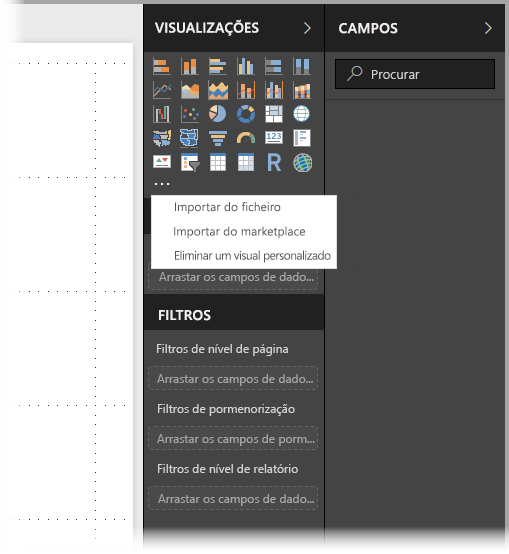 VISUALIZAÇÕES
CAMPOS
Procurar
123
R
Importar do ficheiro
Importar do marketplace
Eliminar um visual personalizado
Arrastar os campos de dado...
FILTROS
Filtros de nível de página
Arrastar os campos de dado...
Filtros de pormenorização
Arrastar os campos de porm...
Filtros de nível de relatório
Arrastar os campos de dado...